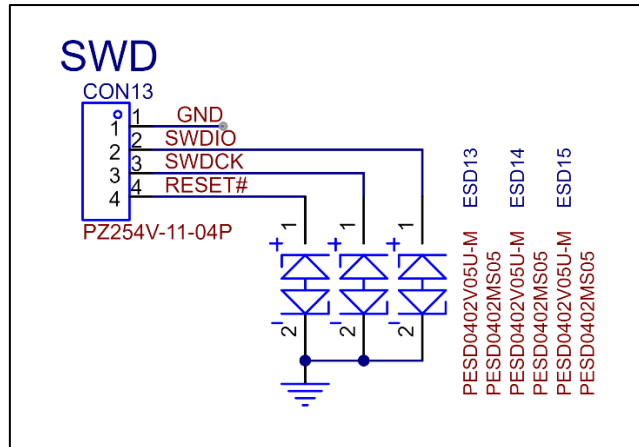 SWD
CON13
1 1 GND
2 2 SWDIO
3 3 SWDCK
4 4 RESET#
PZ254V-11-04P
1 1 1
+ + +
- - -
2 2 2
ESD13
PESD0402V05U-M
PESD0402MS05
ESD14
PESD0402V05U-M
PESD0402MS05
ESD15
PESD0402V05U-M
PESD0402MS05